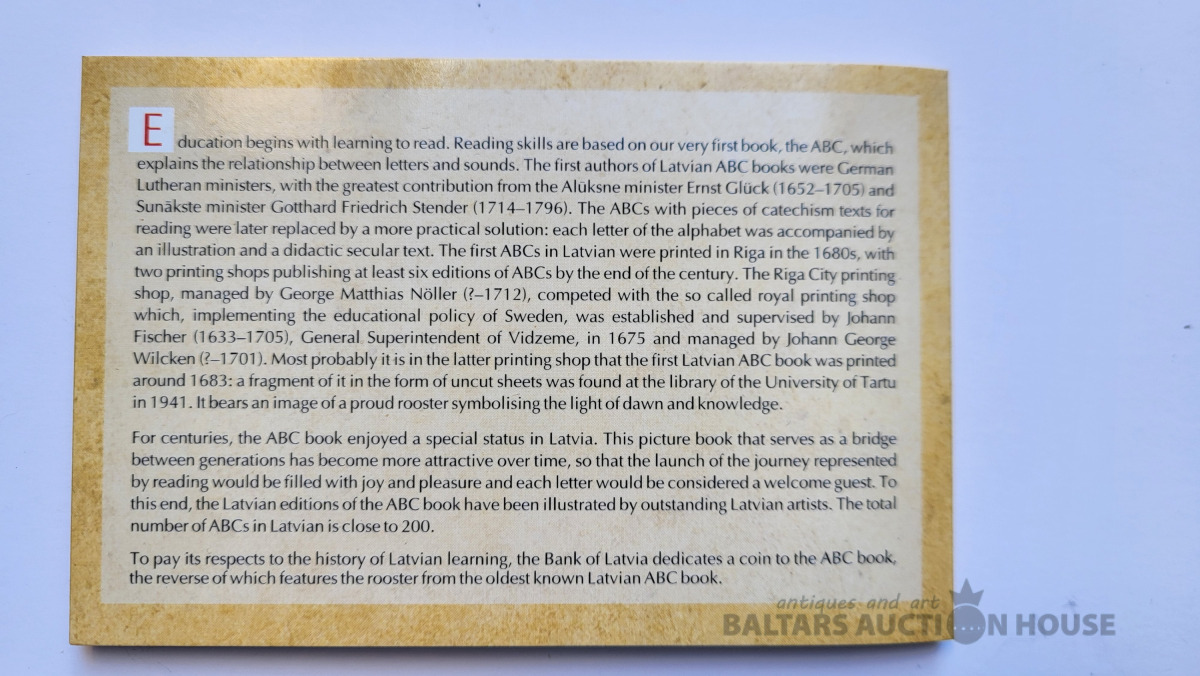 Education begins with learning to read. Reading skills are based on our very first book, the ABC, which
explains the relationship between letters and sounds. The first authors of Latvian ABC books were German
Lutheran ministers, with the greatest contribution from the Alūksne minister Ernst Glück (1652–1705) and
Sunākste minister Gotthard Friedrich Stender (1714–1796). The ABCs with pieces of catechism texts for
reading were later replaced by a more practical solution: each letter of the alphabet was accompanied by
an illustration and a didactic secular text. The first ABCs in Latvian were printed in Riga in the 1680s, with
two printing shops publishing at least six editions of ABCs by the end of the century. The Riga City printing
shop, managed by George Matthias Nöller (?–1712), competed with the so called royal printing shop
which, implementing the educational policy of Sweden, was established and supervised by Johann
Fischer (1633–1705), General Superintendent of Vidzeme, in 1675 and managed by Johann George
Wilcken (?–1701). Most probably it is in the latter printing shop that the first Latvian ABC book was printed
around 1683: a fragment of it in the form of uncut sheets was found at the library of the University of Tartu
in 1941. It bears an image of a proud rooster symbolising the light of dawn and knowledge.
For centuries, the ABC book enjoyed a special status in Latvia. This picture book that serves as a bridge
between generations has become more attractive over time, so that the launch of the journey represented
by reading would be filled with joy and pleasure and each letter would be considered a welcome guest. To
this end, the Latvian editions of the ABC book have been illustrated by outstanding Latvian artists. The total
number of ABCs in Latvian is close to 200.
To pay its respects to the history of Latvian learning, the Bank of Latvia dedicates a coin to the ABC book,
the reverse of which features the rooster from the oldest known Latvian ABC book.
antiques and art
BALTARS AUCTION HOUSE